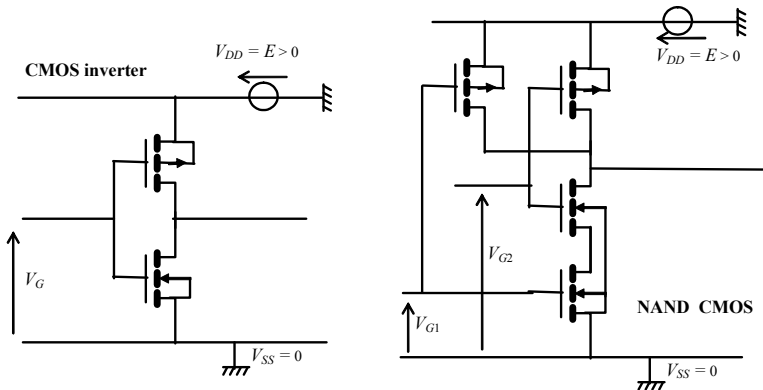 CMOS inverter
V_DD = E > 0
V_G
V_SS = 0
V_DD = E > 0
V_G2
V_G1
NAND CMOS
V_SS = 0